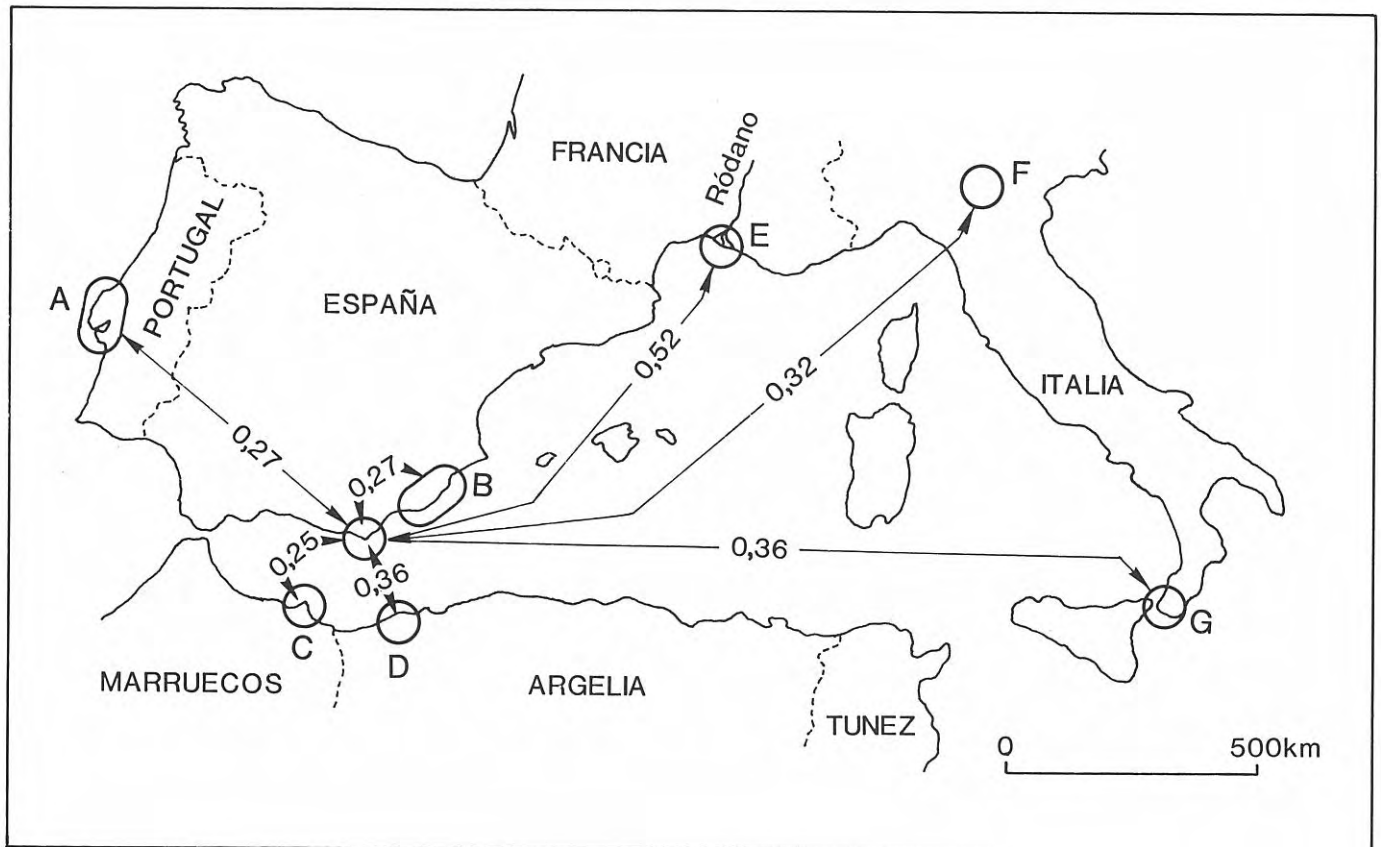 FRANCIA
Ródano
F
E
A
PORTUGAL
ESPAÑA
0,52
0,32
ITALIA
0,27
0,27
B
0,25
0,36
0,36
C
D
G
MARRUECOS
ARGELIA
TUNEZ
0
500km